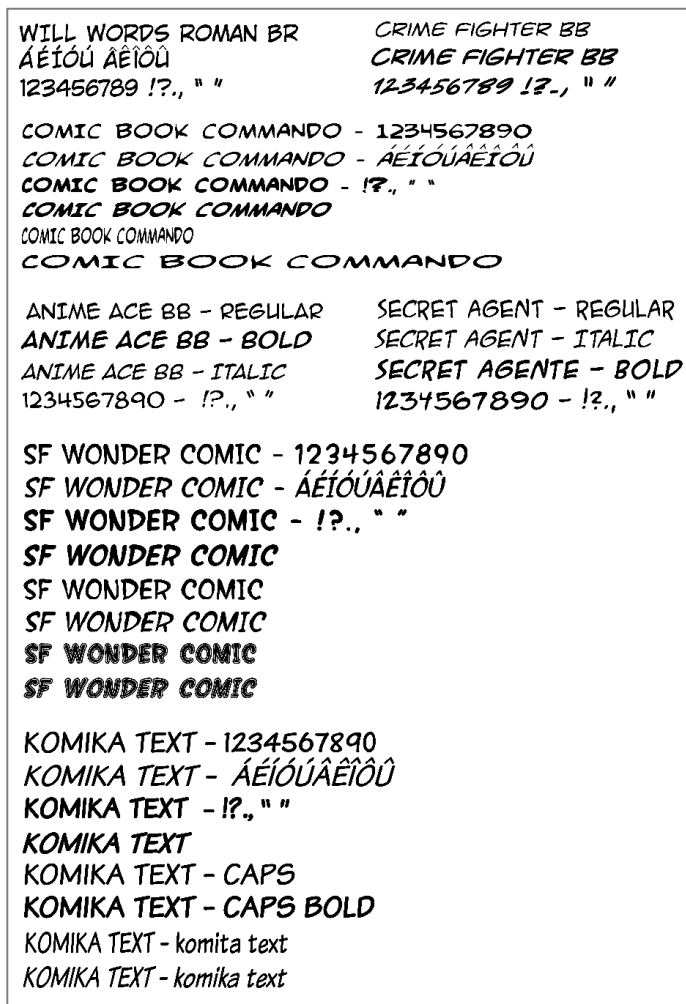 WILL WORDS ROMAN BR
ÁÉÍÓÚ ÂÊÎÔÛ
123456789 !?., " "
CRIME FIGHTER BB
CRIME FIGHTER BB
123456789 !?., " "
COMIC BOOK COMMANDO - 1234567890
COMIC BOOK COMMANDO - ÁÉÍÓÚÂÊÎÔÛ
COMIC BOOK COMMANDO - !?., " "
COMIC BOOK COMMANDO
COMIC BOOK COMMANDO
COMIC BOOK COMMANDO
ANIME ACE BB - REGULAR
ANIME ACE BB - BOLD
ANIME ACE BB - ITALIC
1234567890 - !?., " "
SECRET AGENT - REGULAR
SECRET AGENT - ITALIC
SECRET AGENTE - BOLD
1234567890 - !?., " "
SF WONDER COMIC - 1234567890
SF WONDER COMIC - ÁÉÍÓÚÂÊÎÔÛ
SF WONDER COMIC - !?., " "
SF WONDER COMIC
SF WONDER COMIC
SF WONDER COMIC
SF WONDER COMIC
SF WONDER COMIC
KOMIKA TEXT - 1234567890
KOMIKA TEXT - ÁÉÍÓÚÂÊÎÔÛ
KOMIKA TEXT - !?., " "
KOMIKA TEXT
KOMIKA TEXT - CAPS
KOMIKA TEXT - CAPS BOLD
KOMIKA TEXT - komita text
KOMIKA TEXT - komika text